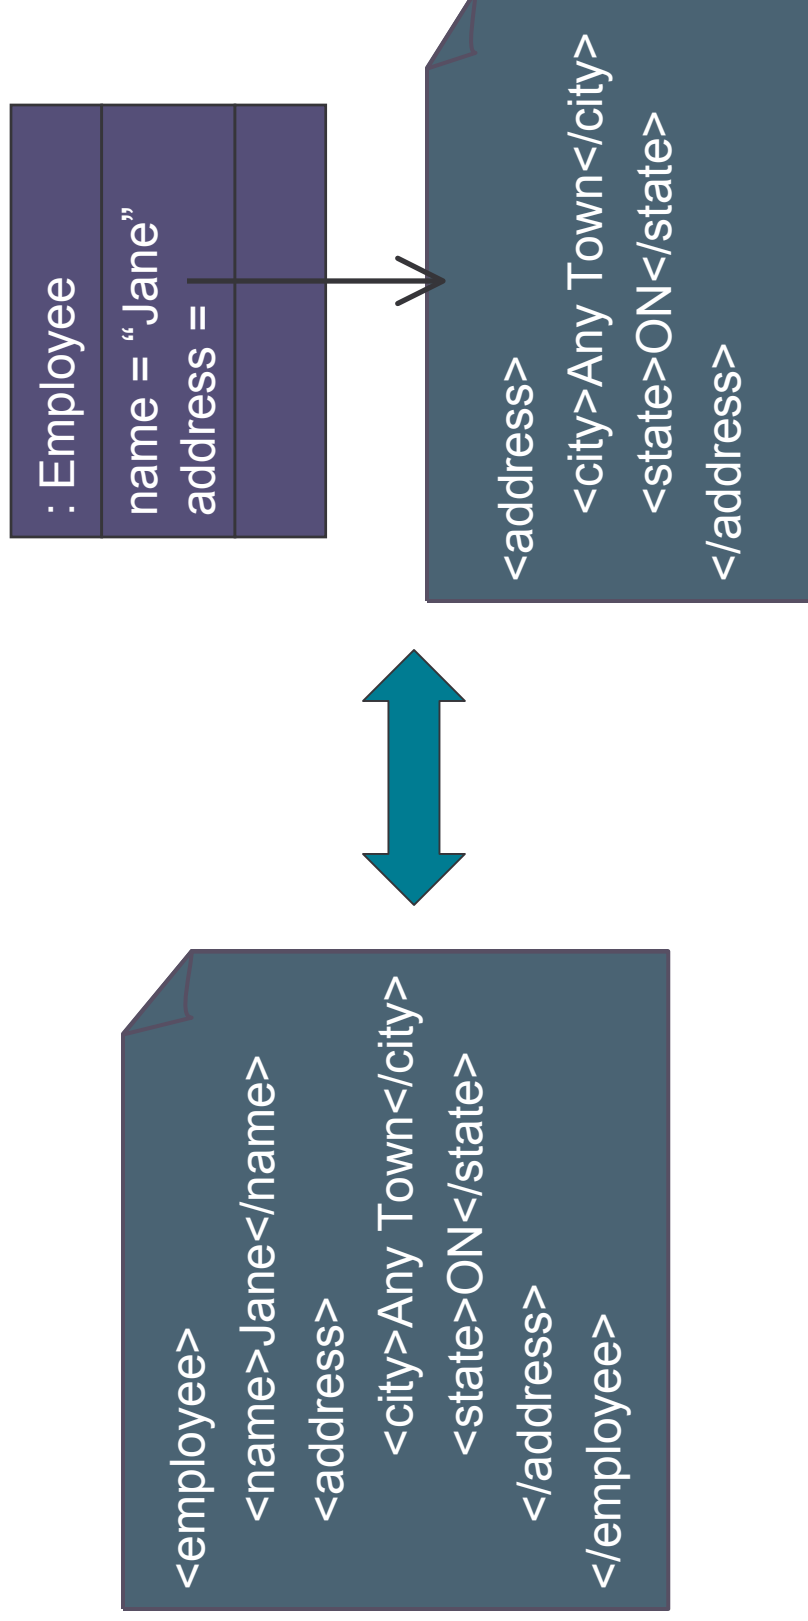 <employee>
<name>Jane</name>
<address>
<city>Any Town</city>
<state>ON</state>
</address>
</employee>
: Employee
name = “Jane”
address =
<address>
<city>Any Town</city>
<state>ON</state>
</address>